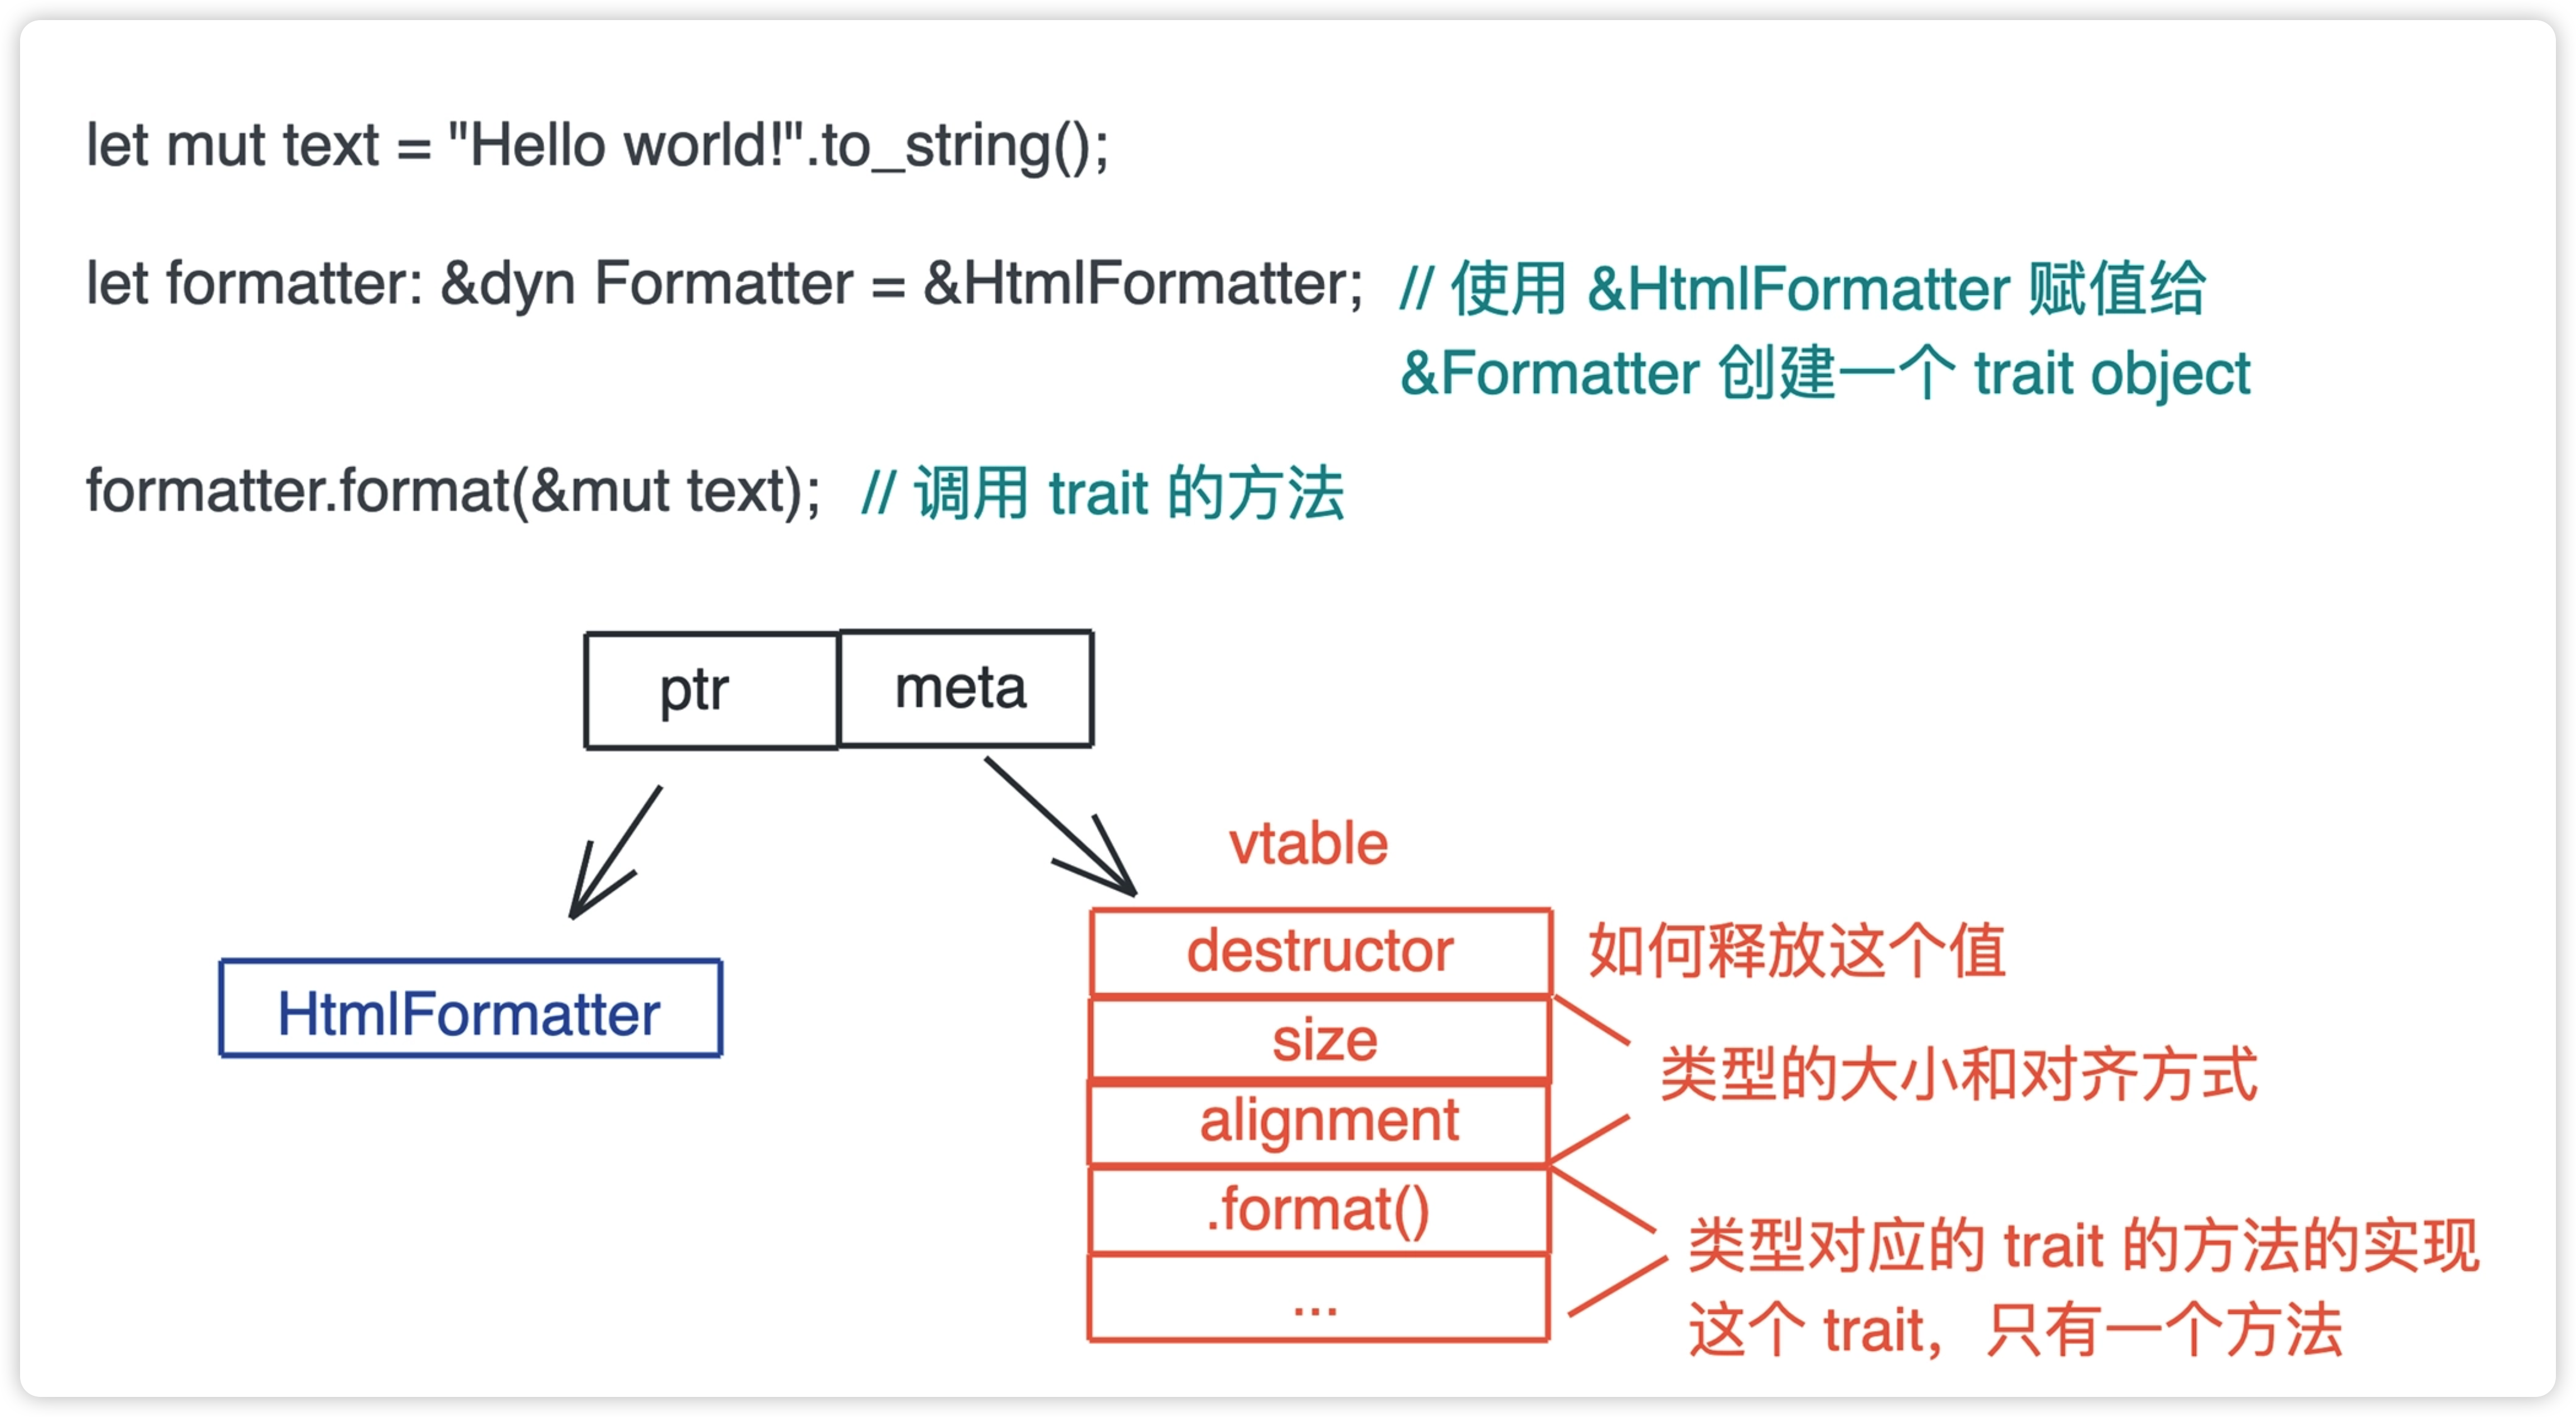 let mut text = "Hello world!".to_string();
let formatter: &dyn Formatter = &HtmlFormatter; // 使用 &HtmlFormatter 赋值给
&Formatter 创建一个 trait object
formatter.format(&mut text); // 调用 trait 的方法
ptr
meta
HtmlFormatter
vtable
destructor
如何释放这个值
size
类型的大小和对齐方式
alignment
.format()
类型对应的 trait 的方法的实现
...
这个 trait，只有一个方法